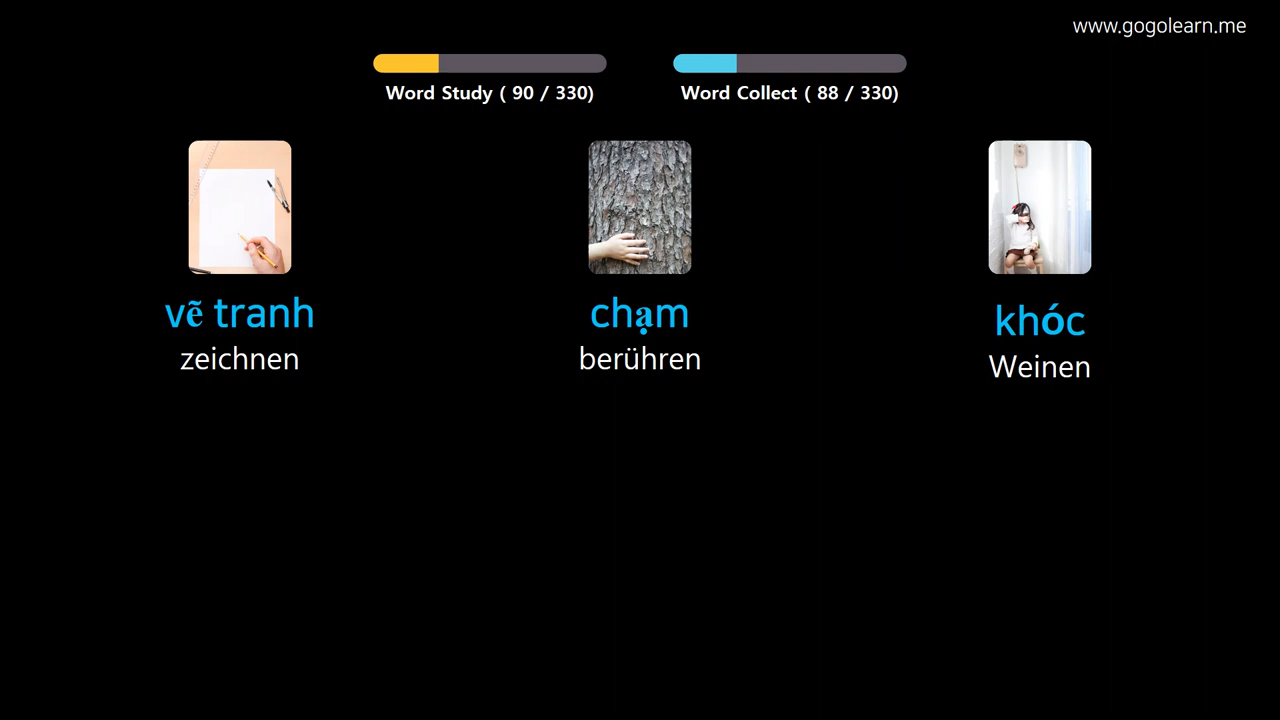 www.gogolearn.me
Word Study ( 90 / 330)
Word Collect ( 88 / 330)
vẽ tranh
zeichnen
chạm
berühren
khóc
Weinen